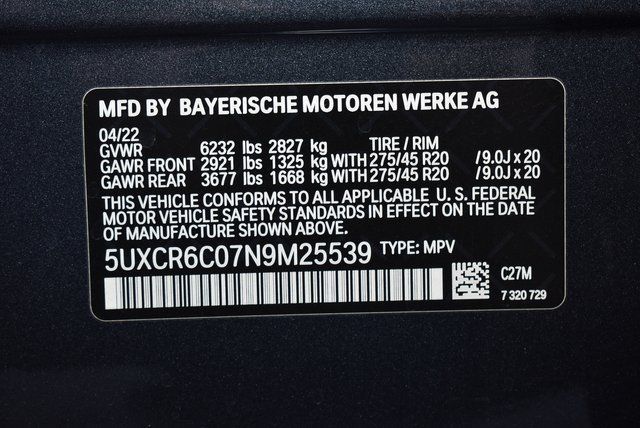 MFD BY BAYERISCHE MOTOREN WERKE AG
04/22
GVWR 6232 lbs 2827 kg TIRE / RIM
GAWR FRONT 2921 lbs 1325 kg WITH 275/45 R20 /9.0J x 20
GAWR REAR 3677 lbs 1668 kg WITH 275/45 R20 /9.0J x 20
THIS VEHICLE CONFORMS TO ALL APPLICABLE U. S. FEDERAL
MOTOR VEHICLE SAFETY STANDARDS IN EFFECT ON THE DATE
OF MANUFACTURE SHOWN ABOVE.
5UXCR6C07N9M25539 TYPE: MPV
C27M
7 320 729